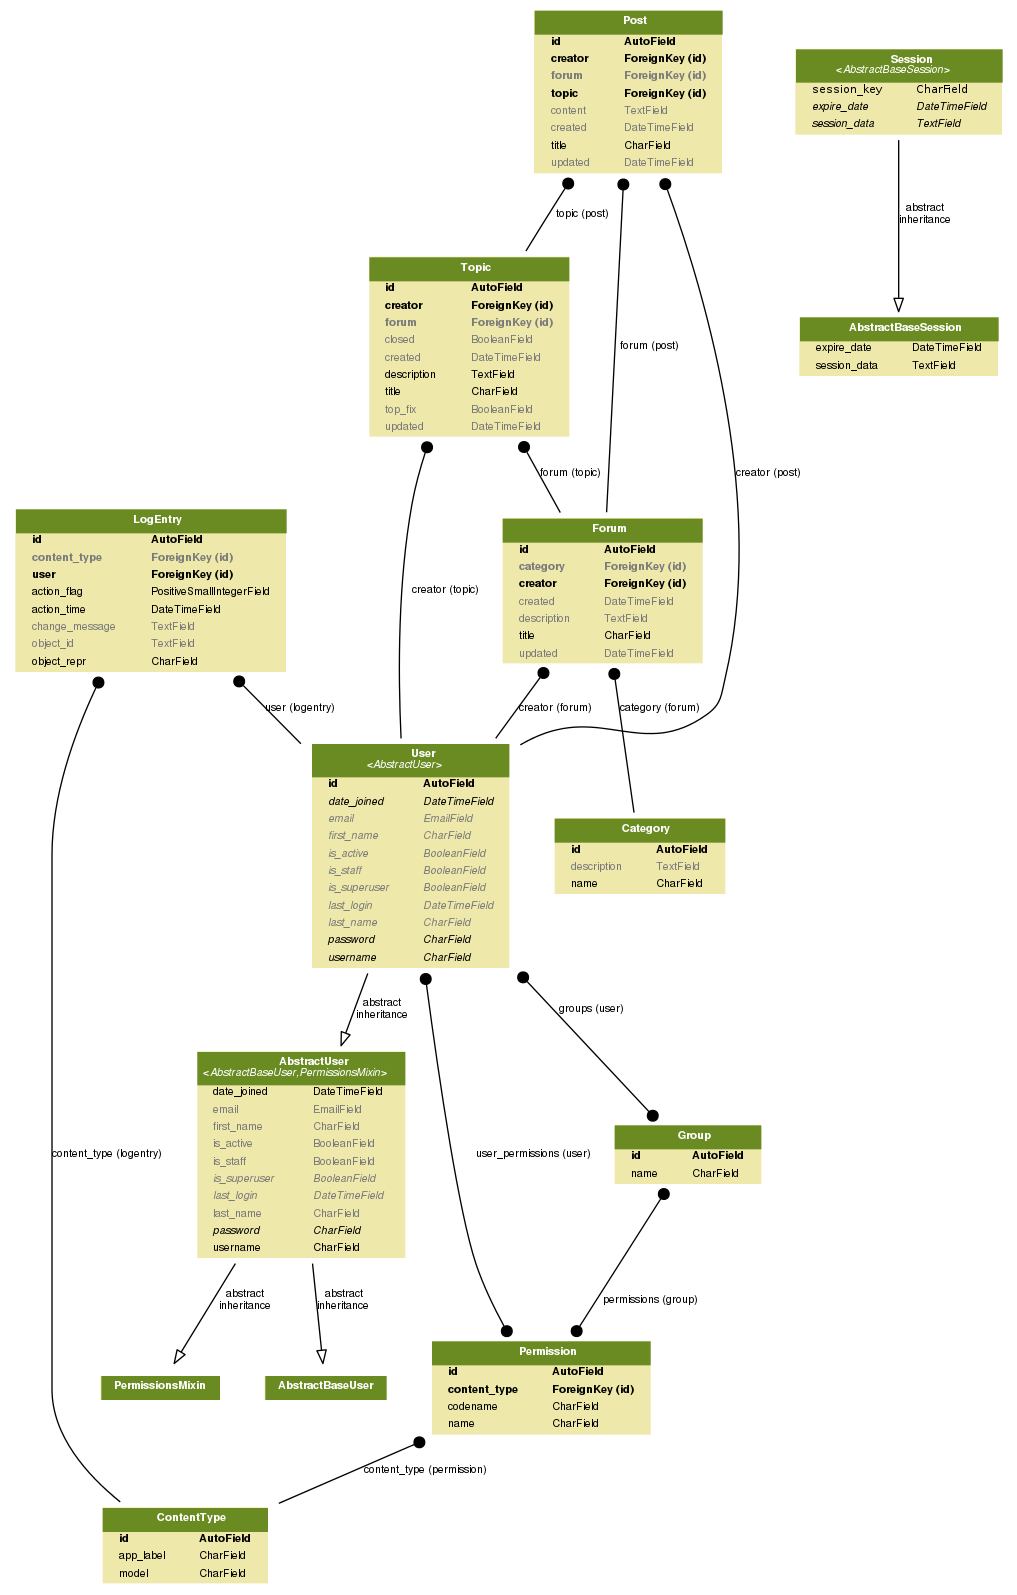 Post
id AutoField
creator ForeignKey (id)
forum ForeignKey (id)
topic ForeignKey (id)
content TextField
created DateTimeField
title CharField
updated DateTimeField
Session
<AbstractBaseSession>
session_key CharField
expire_date DateTimeField
session_data TextField
topic (post)
abstract
inheritance
Topic
id AutoField
creator ForeignKey (id)
forum ForeignKey (id)
closed BooleanField
created DateTimeField
description TextField
title CharField
top_fix BooleanField
updated DateTimeField
forum (post)
AbstractBaseSession
expire_date DateTimeField
session_data TextField
forum (topic)
creator (post)
LogEntry
id AutoField
content_type ForeignKey (id)
user ForeignKey (id)
action_flag PositiveSmallIntegerField
action_time DateTimeField
change_message TextField
object_id TextField
object_repr CharField
creator (topic)
Forum
id AutoField
category ForeignKey (id)
creator ForeignKey (id)
created DateTimeField
description TextField
title CharField
updated DateTimeField
user (logentry)
creator (forum)
category (forum)
User
<AbstractUser>
id AutoField
date_joined DateTimeField
email EmailField
first_name CharField
is_active BooleanField
is_staff BooleanField
is_superuser BooleanField
last_login DateTimeField
last_name CharField
password CharField
username CharField
Category
id AutoField
description TextField
name CharField
abstract
inheritance
groups (user)
AbstractUser
<AbstractBaseUser,PermissionsMixin>
date_joined DateTimeField
email EmailField
first_name CharField
is_active BooleanField
is_staff BooleanField
is_superuser BooleanField
last_login DateTimeField
last_name CharField
password CharField
username CharField
content_type (logentry)
user_permissions (user)
Group
id AutoField
name CharField
abstract
inheritance
abstract
inheritance
permissions (group)
PermissionsMixin
AbstractBaseUser
Permission
id AutoField
content_type ForeignKey (id)
codename CharField
name CharField
content_type (permission)
ContentType
id AutoField
app_label CharField
model CharField